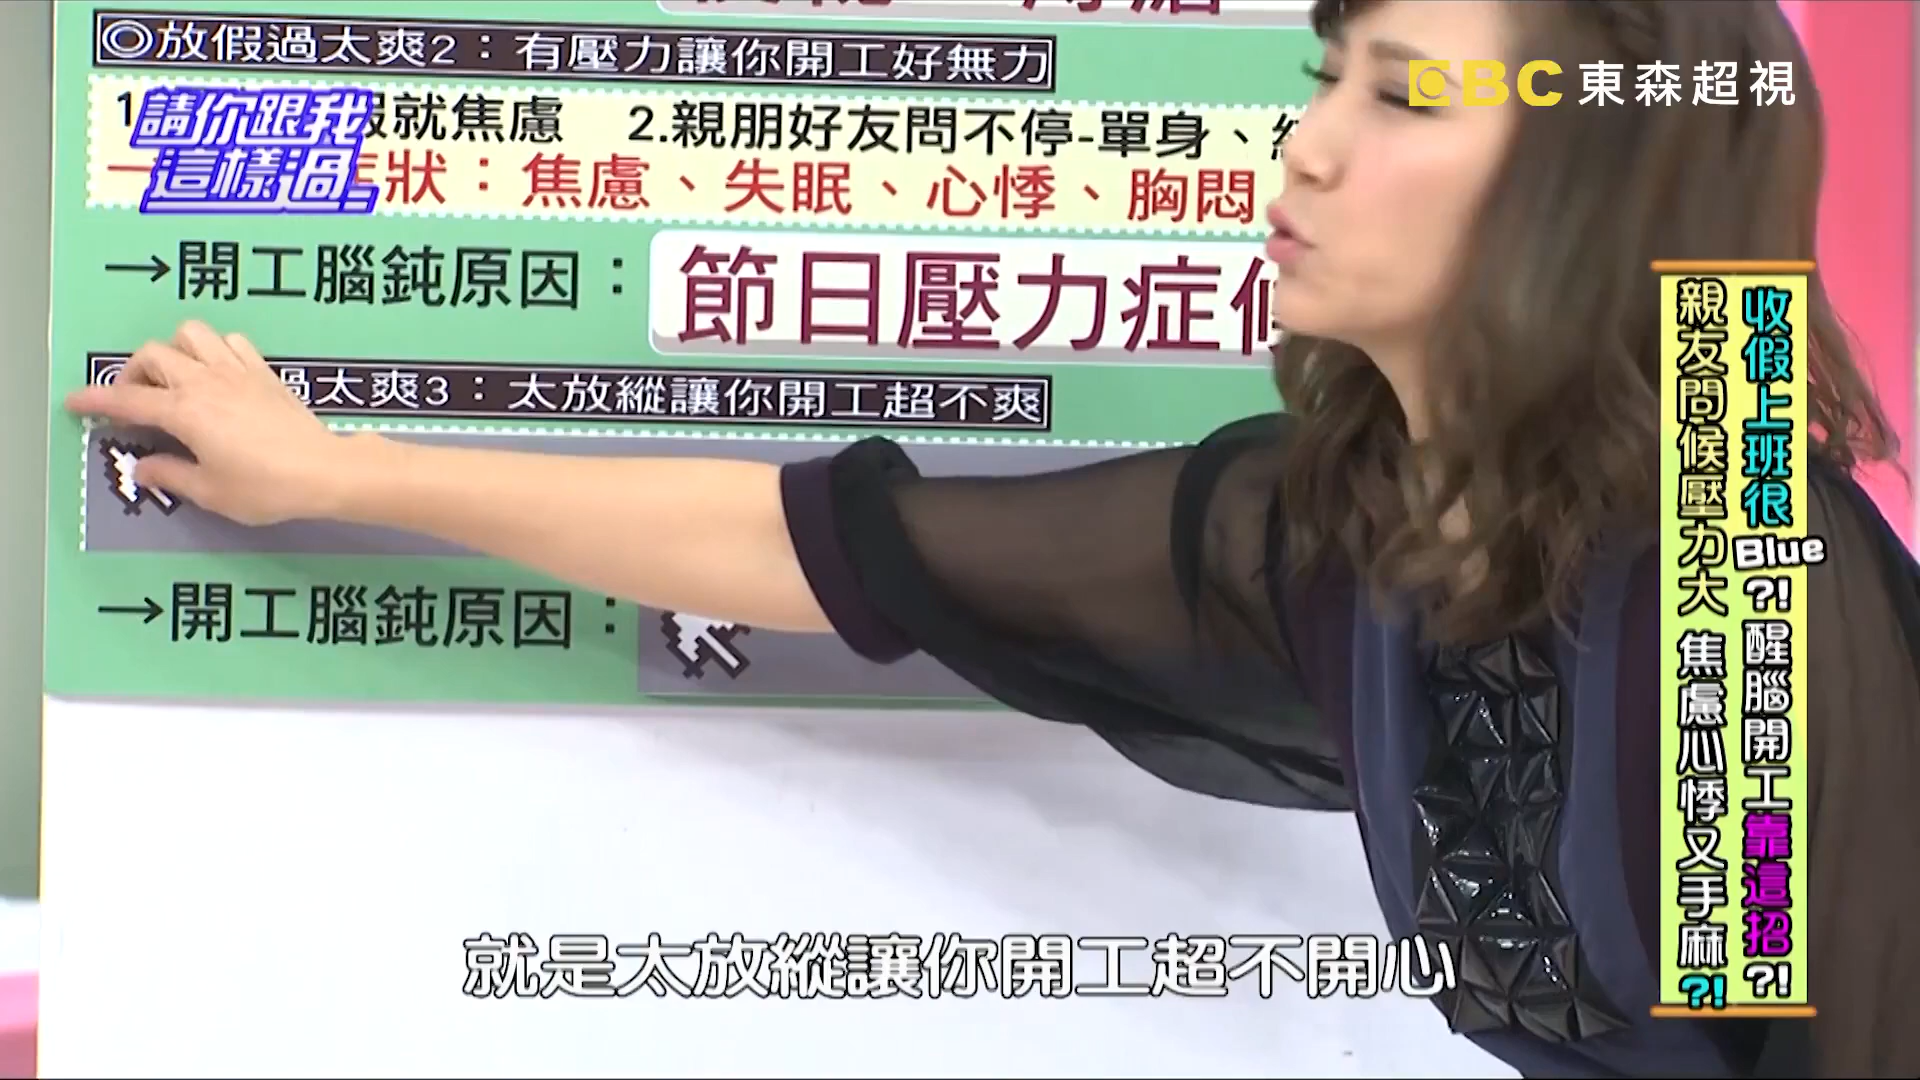 ◎放假過太爽2：有壓力讓你開工好無力
EBC 東森超視
請你跟我
這樣過
就焦慮 2.親朋好友問不停-單身、
症狀：焦慮、失眠、心悸、胸悶
→開工腦鈍原因：
節日壓力症候
過太爽3：太放縱讓你開工超不爽
→開工腦鈍原因：
收假上班很Blue?!醒腦開工靠這招?!
親友問候壓力大 焦慮心悸又手麻?!
就是太放縱讓你開工超不開心